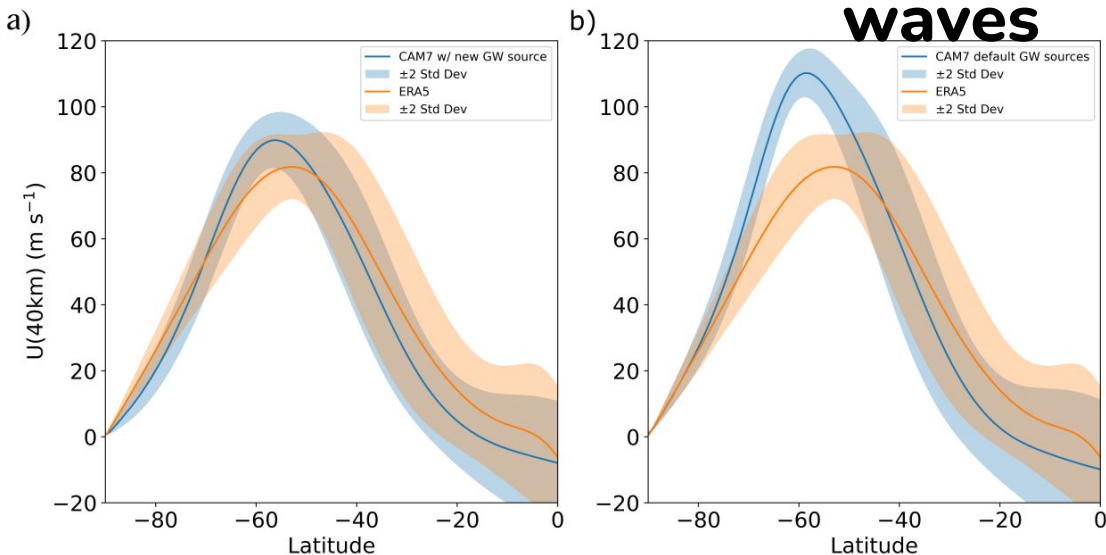 waves
a)
b)
120
100
80
60
40
20
0
−20
U(40km) (m s⁻¹)
CAM7 w/ new GW source
±2 Std Dev
ERA5
±2 Std Dev
−80
−60
−40
−20
0
Latitude
120
100
80
60
40
20
0
−20
CAM7 default GW sources
±2 Std Dev
ERA5
±2 Std Dev
−80
−60
−40
−20
0
Latitude